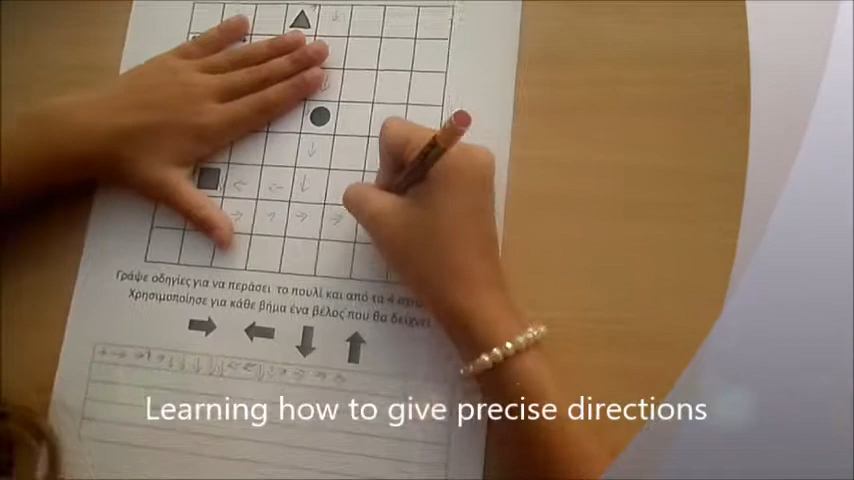 Γράψε οδηγίες για να περάσει το πουλί και από τα 4
Χρησιμοποίησε για κάθε βήμα ένα βέλος που θα δείχνει
Learning how to give precise directions